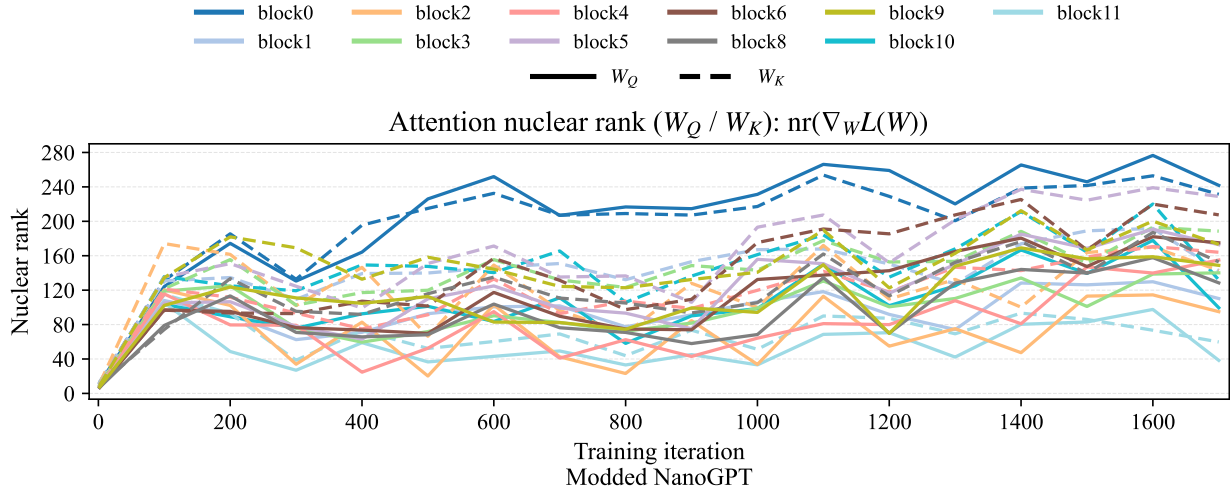 block0 block2 block4 block6 block9 block11
block1 block3 block5 block8 block10
W_Q W_K
Attention nuclear rank (W_Q / W_K): nr(∇_W L(W))
Nuclear rank
280
240
200
160
120
80
40
0
0 200 400 600 800 1000 1200 1400 1600
Training iteration
Modded NanoGPT